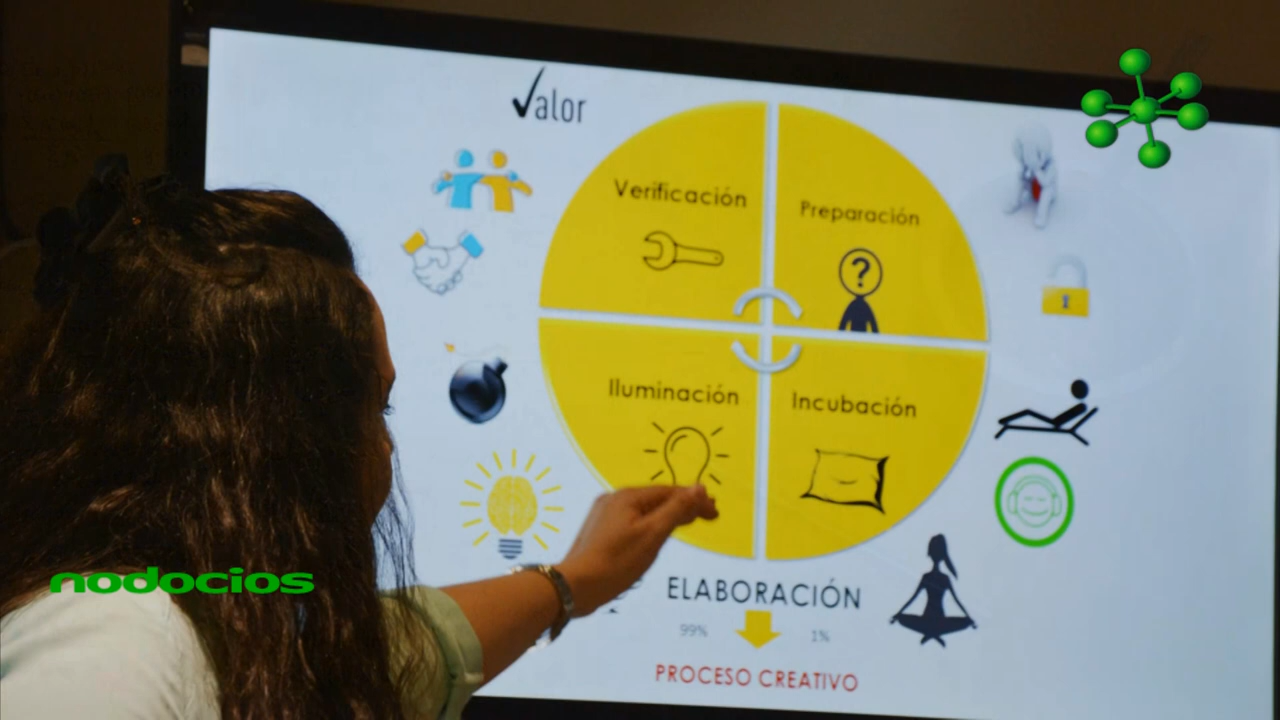 Valor
Verificación
Preparación
?
Iluminación
Incubación
nodocios
ELABORACIÓN
99%
1%
PROCESO CREATIVO